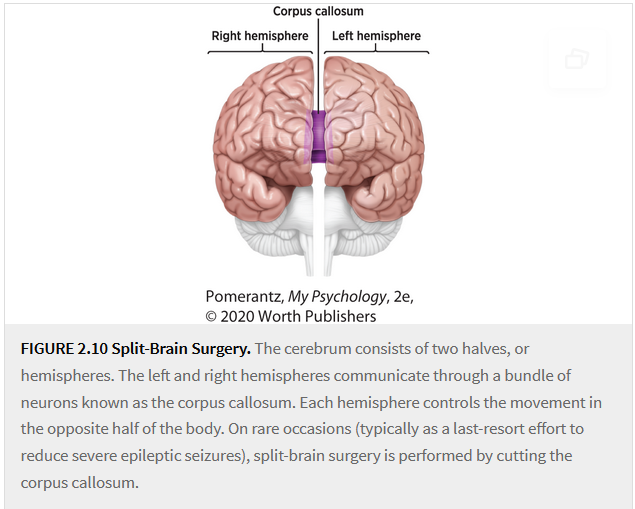 Corpus callosum
Right hemisphere
Left hemisphere
Pomerantz, My Psychology, 2e,
© 2020 Worth Publishers
FIGURE 2.10 Split-Brain Surgery. The cerebrum consists of two halves, or
hemispheres. The left and right hemispheres communicate through a bundle of
neurons known as the corpus callosum. Each hemisphere controls the movement in
the opposite half of the body. On rare occasions (typically as a last-resort effort to
reduce severe epileptic seizures), split-brain surgery is performed by cutting the
corpus callosum.